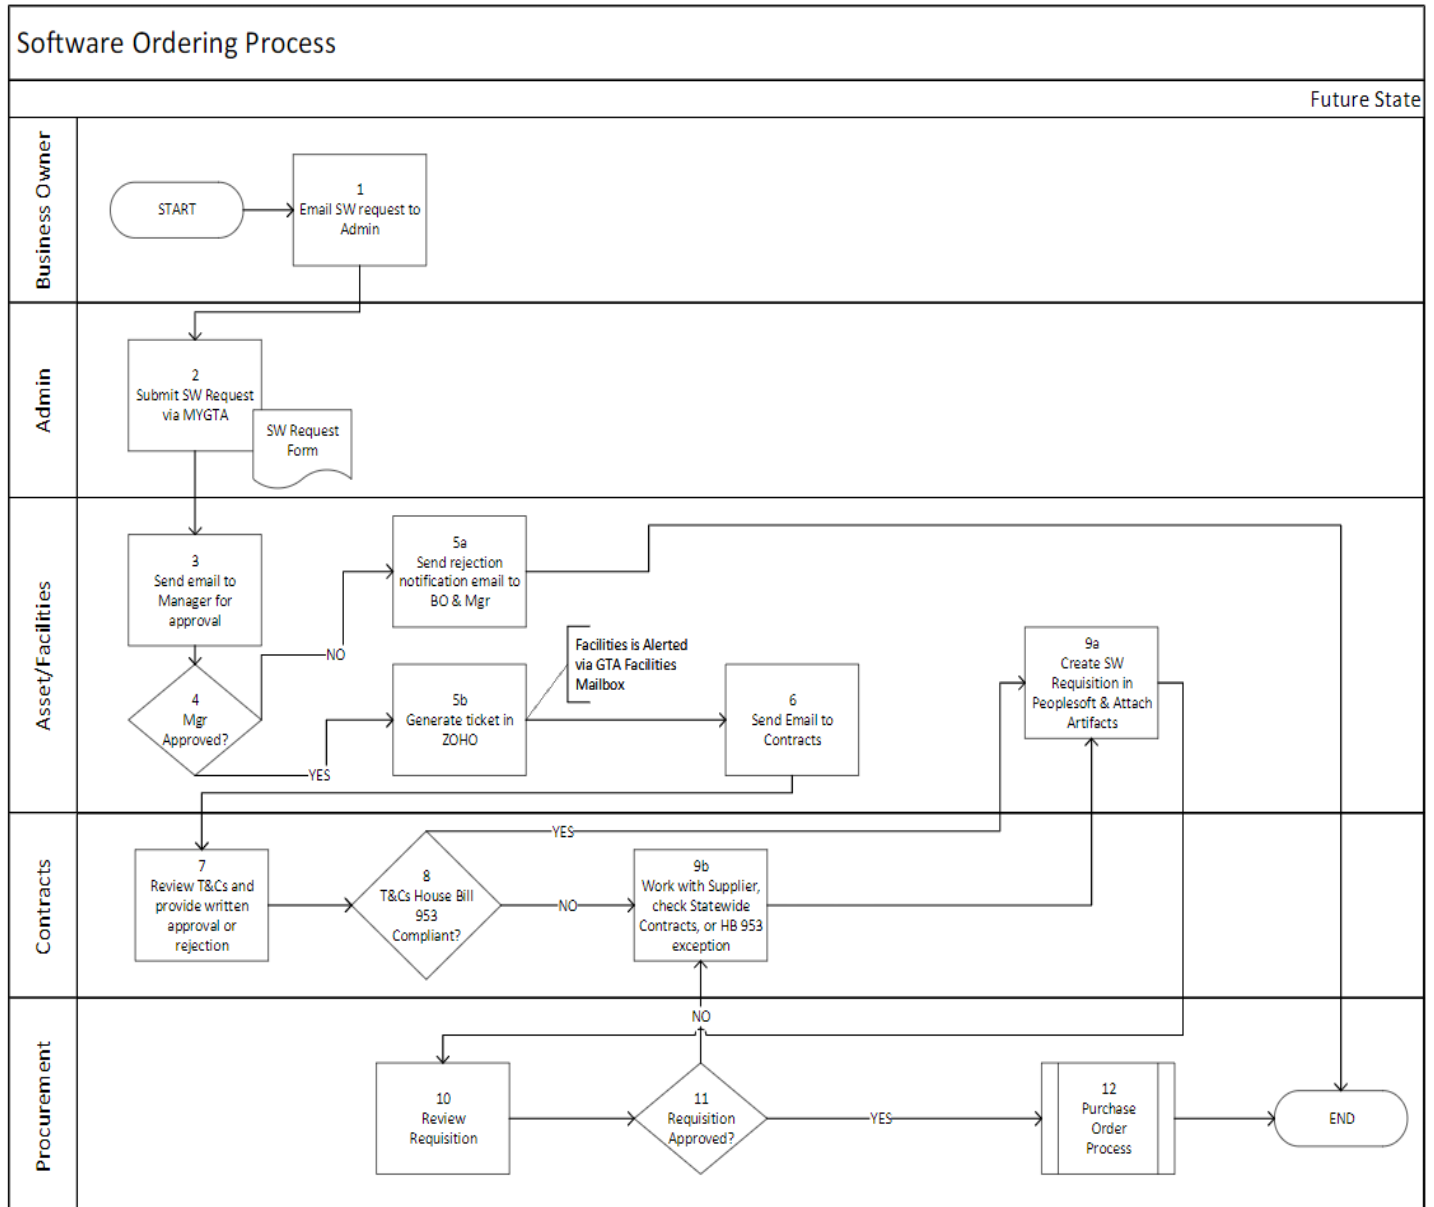 Software Ordering Process
Future State
Business Owner
START
1
Email SW request to
Admin
Admin
2
Submit SW Request
via MYGTA
SW Request
Form
Asset/Facilities
3
Send email to
Manager for
approval
4
Mgr
Approved?
NO
YES
5a
Send rejection
notification email to
BO & Mgr
5b
Generate ticket in
ZOHO
Facilities is Alerted
via GTA Facilities
Mailbox
6
Send Email to
Contracts
9a
Create SW
Requisition in
Peoplesoft & Attach
Artifacts
Contracts
7
Review T&Cs and
provide written
approval or
rejection
8
T&Cs House Bill
953
Compliant?
YES
NO
9b
Work with Supplier,
check Statewide
Contracts, or HB 953
exception
Procurement
10
Review
Requisition
NO
11
Requisition
Approved?
YES
12
Purchase
Order
Process
END